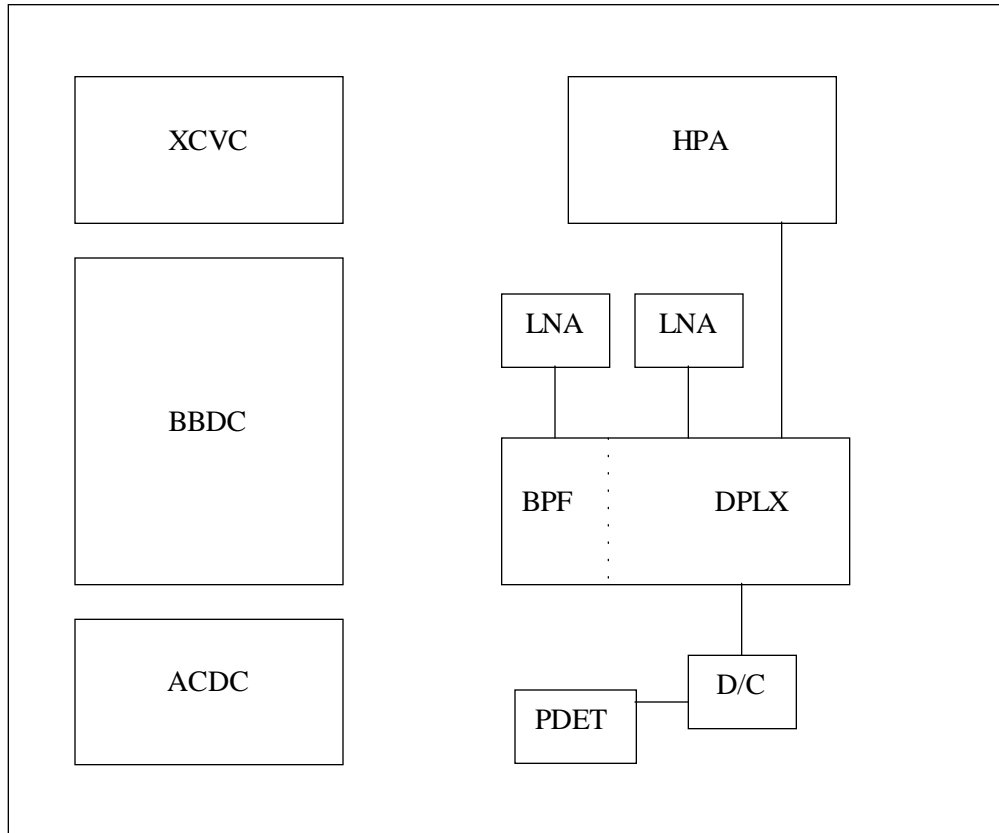 XCVC
HPA
LNA
LNA
BBDC
BPF
DPLX
ACDC
D/C
PDET